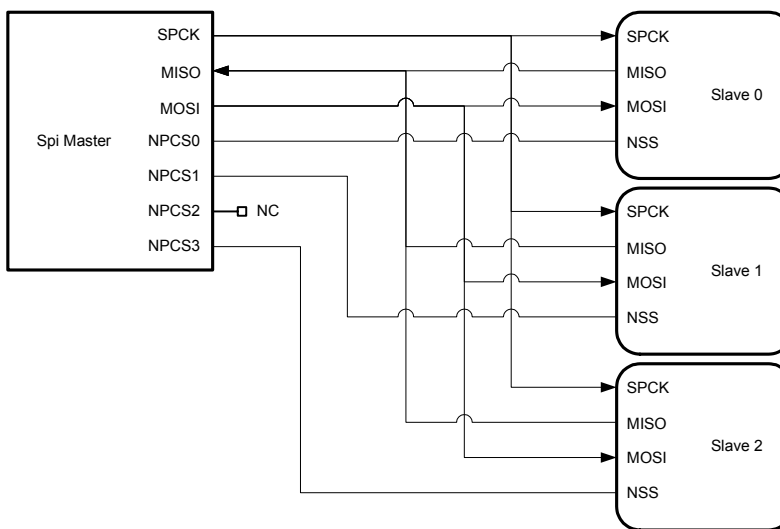 Spi Master
SPCK
MISO
MOSI
NPCS0
NPCS1
NPCS2
NC
NPCS3
SPCK
MISO
MOSI
NSS
Slave 0
SPCK
MISO
MOSI
NSS
Slave 1
SPCK
MISO
MOSI
NSS
Slave 2